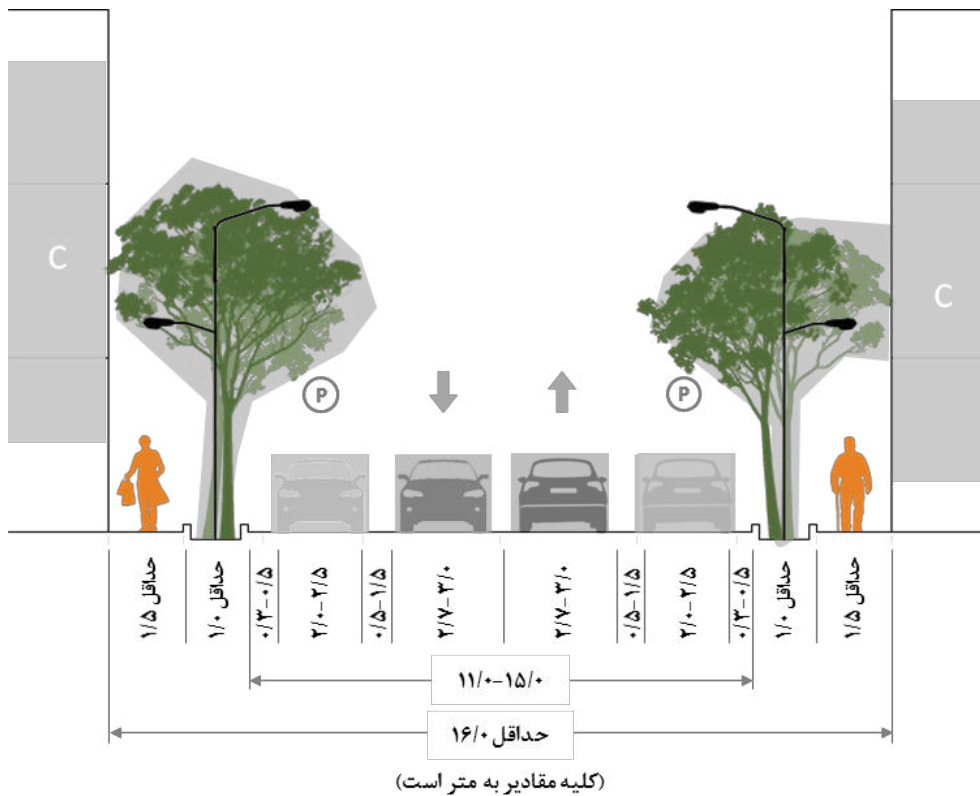 C
C
P
P
حداقل ۱/۵
حداقل ۱/۰
۰/۳-۰/۵
۲/۰-۲/۵
۰/۵-۱/۵
۲/۷-۳/۰
۲/۷-۳/۰
۰/۵-۱/۵
۲/۰-۲/۵
۰/۳-۰/۵
حداقل ۱/۰
حداقل ۱/۵
۱۱/۰-۱۵/۰
حداقل ۱۶/۰
(کلیه مقادیر به متر است)